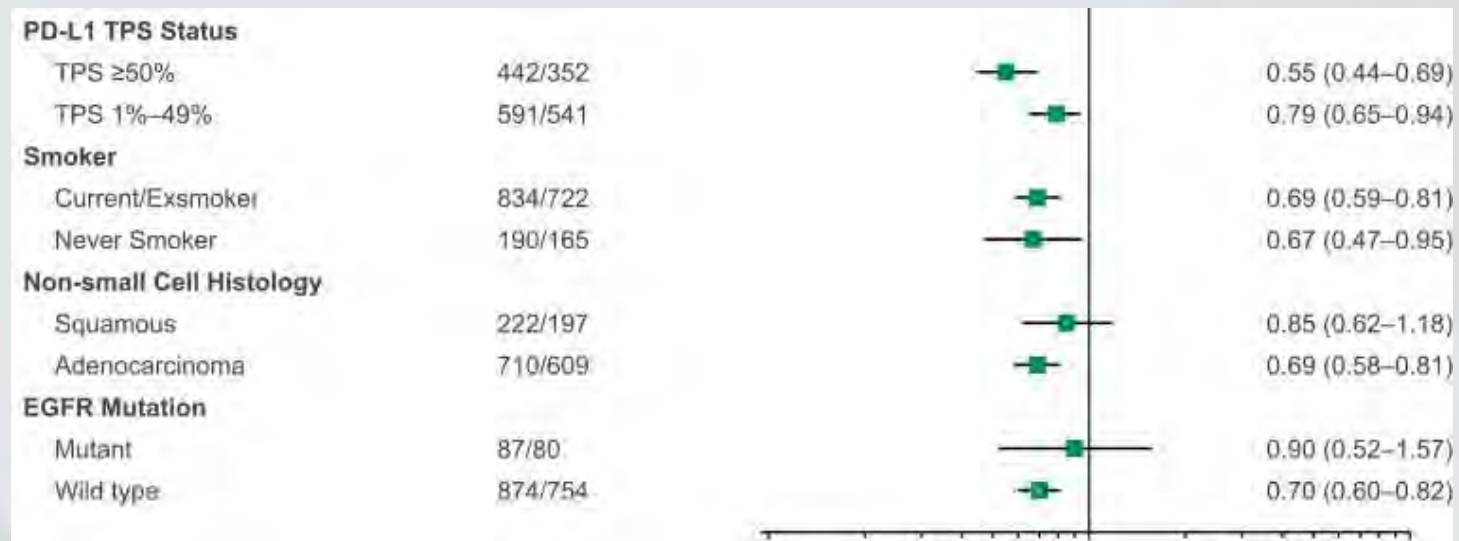 PD-L1 TPS Status
TPS ≥50% 442/352 0.55 (0.44–0.69)
TPS 1%–49% 591/541 0.79 (0.65–0.94)
Smoker
Current/Exsmoker 834/722 0.69 (0.59–0.81)
Never Smoker 190/165 0.67 (0.47–0.95)
Non-small Cell Histology
Squamous 222/197 0.85 (0.62–1.18)
Adenocarcinoma 710/609 0.69 (0.58–0.81)
EGFR Mutation
Mutant 87/80 0.90 (0.52–1.57)
Wild type 874/754 0.70 (0.60–0.82)